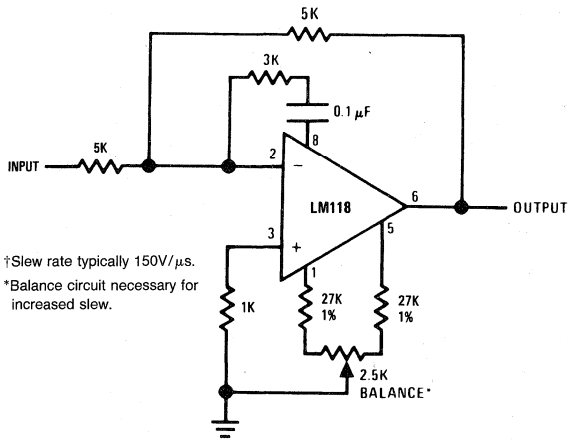 5K
3K
0.1 μF
8
5K
INPUT
2
−
LM118
6
OUTPUT
3
+
5
1
†Slew rate typically 150V/μs.
*Balance circuit necessary for
increased slew.
1K
27K
1%
27K
1%
2.5K
BALANCE*